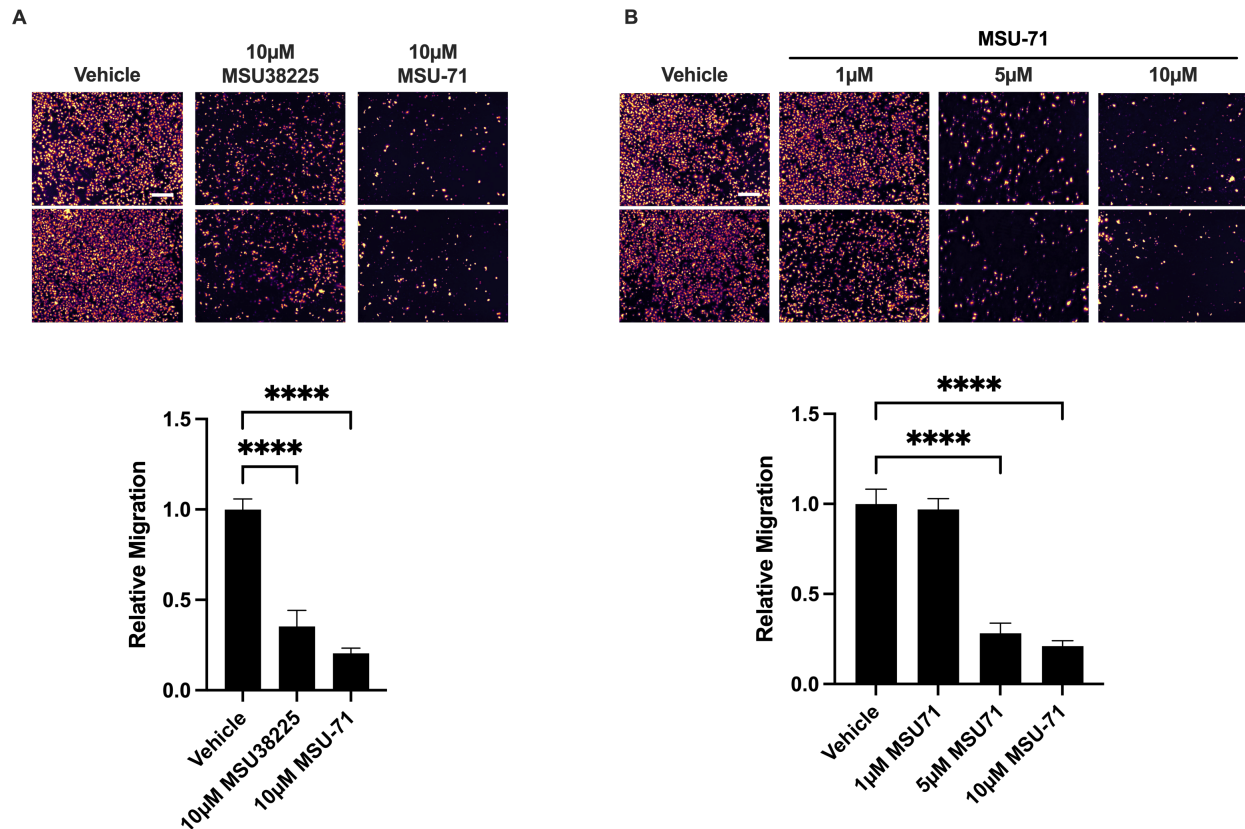 A
Vehicle
10µM
MSU38225
10µM
MSU-71
****
****
Relative Migration
1.5
1.0
0.5
0.0
Vehicle
10µM MSU38225
10µM MSU-71
B
MSU-71
Vehicle
1µM
5µM
10µM
****
****
Relative Migration
1.5
1.0
0.5
0.0
Vehicle
1µM MSU71
5µM MSU71
10µM MSU-71